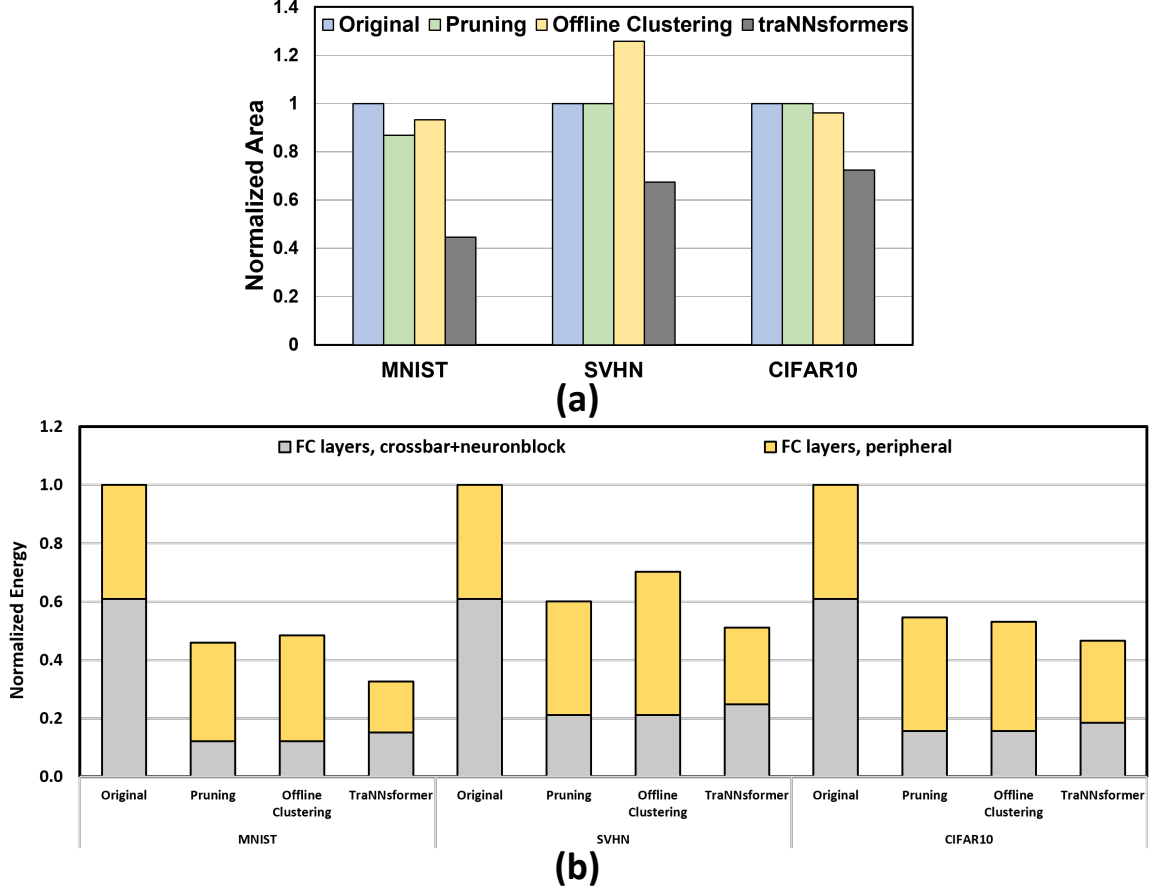 1.4
Original Pruning Offline Clustering traNNsformers
1.2
1
0.8
0.6
0.4
0.2
0
Normalized Area
MNIST SVHN CIFAR10
(a)
1.2
FC layers, crossbar+neuronblock FC layers, peripheral
1.0
0.8
0.6
0.4
0.2
0.0
Normalized Energy
Original Pruning Offline Clustering TraNNsformer Original Pruning Offline Clustering TraNNsformer Original Pruning Offline Clustering TraNNsformer
MNIST SVHN CIFAR10
(b)